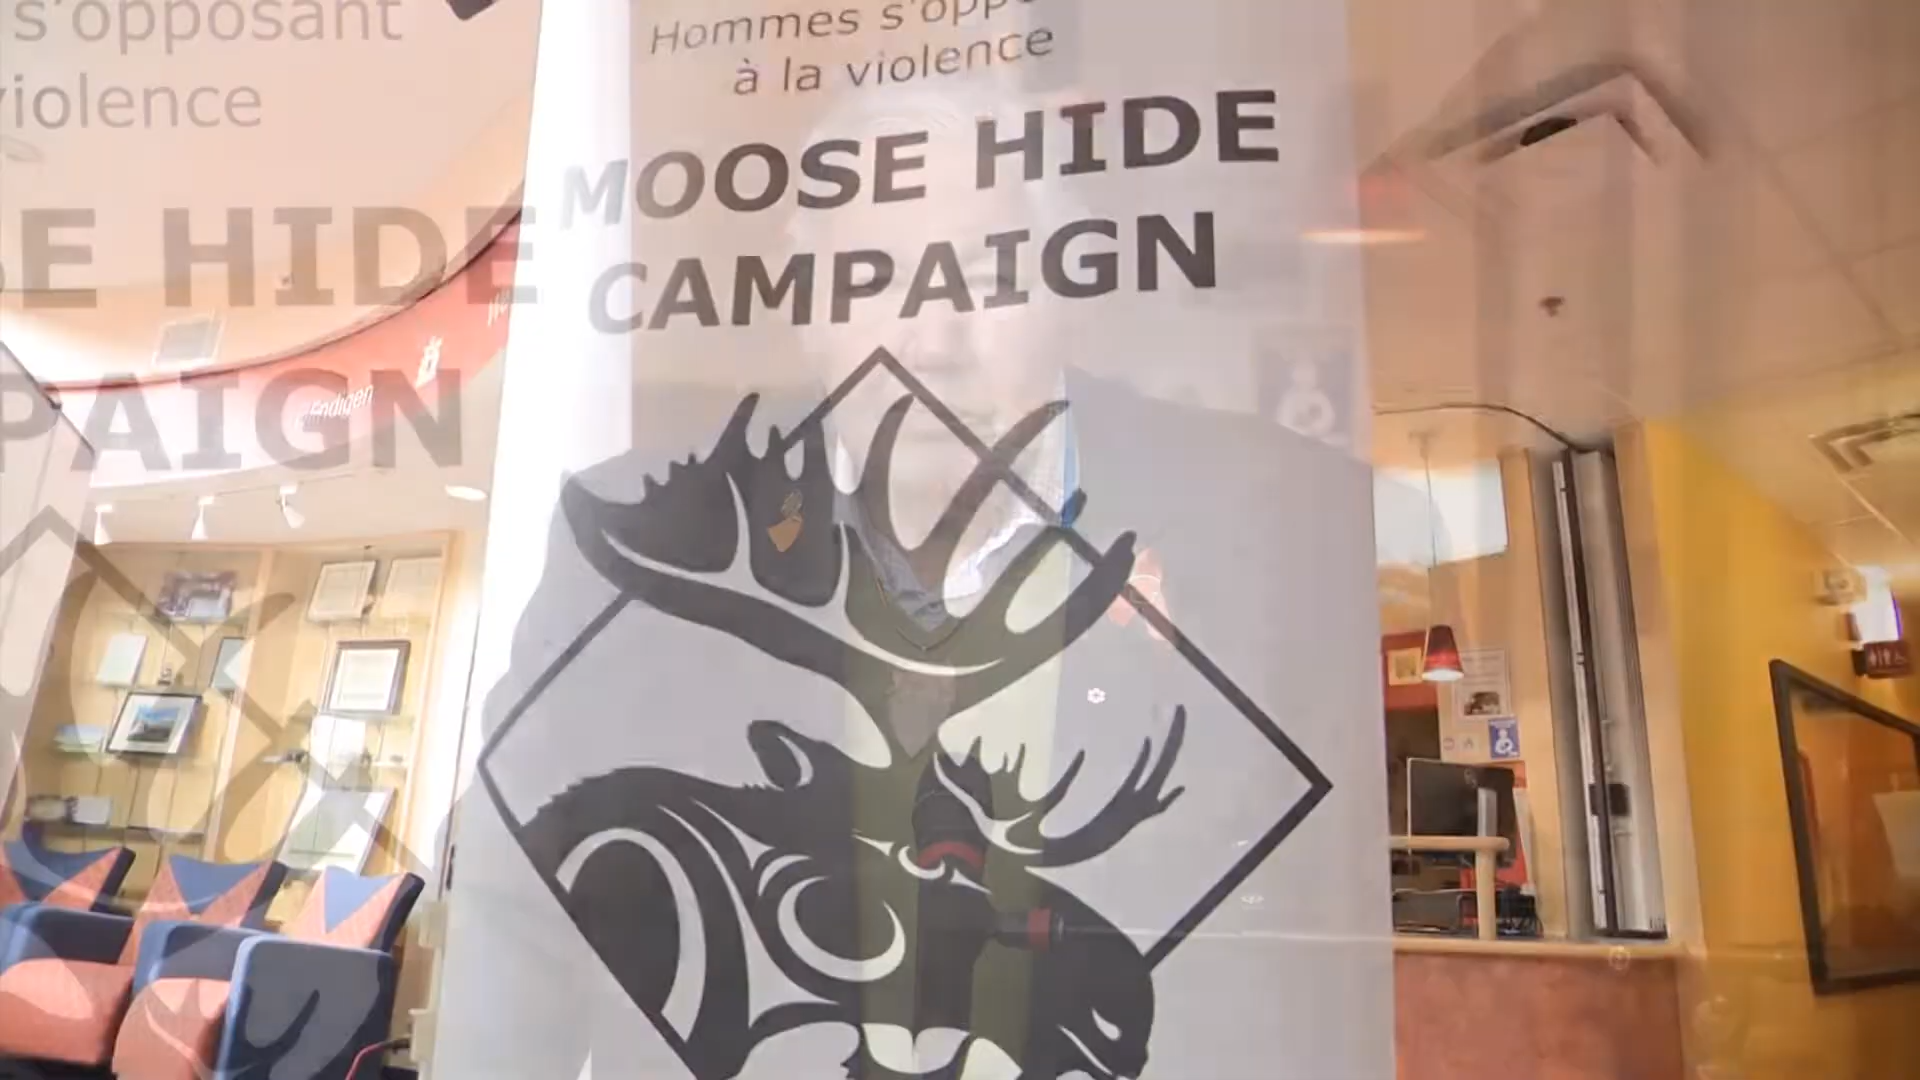 s'opposant
violence
E HIDE
PAIGN
Hommes s'oppo
à la violence
MOOSE HIDE
CAMPAIGN